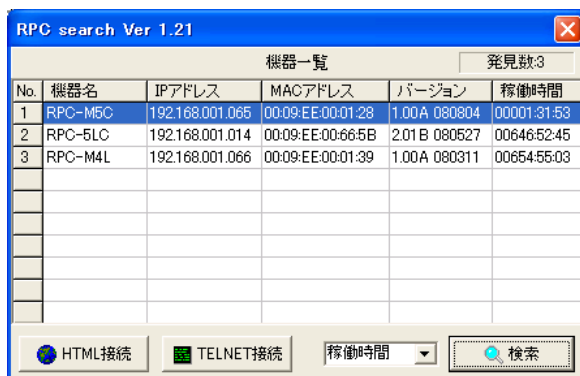 RPC search Ver 1.21
機器一覧 発見数:3
No. 機器名 IPアドレス MACアドレス バージョン 稼働時間
1 RPC-M5C 192.168.001.065 00:09:EE:00:01:28 1.00A 080804 00001:31:53
2 RPC-5LC 192.168.001.014 00:09:EE:00:66:5B 2.01B 080527 00646:52:45
3 RPC-M4L 192.168.001.066 00:09:EE:00:01:39 1.00A 080311 00654:55:03
HTML接続 TELNET接続 稼働時間 検索